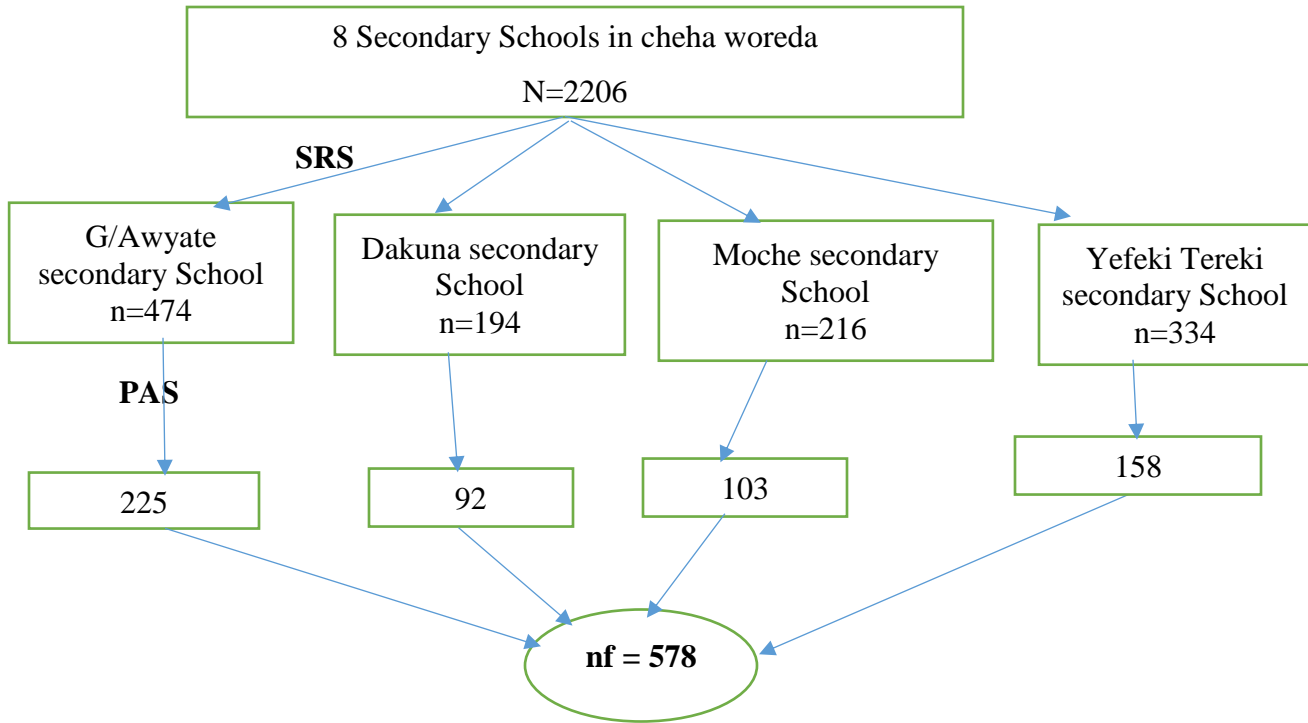 8 Secondary Schools in cheha woreda
N=2206
SRS
G/Awyate
secondary School
n=474
Dakuna secondary
School
n=194
Moche secondary
School
n=216
Yefeki Tereki
secondary School
n=334
PAS
225
92
103
158
nf = 578